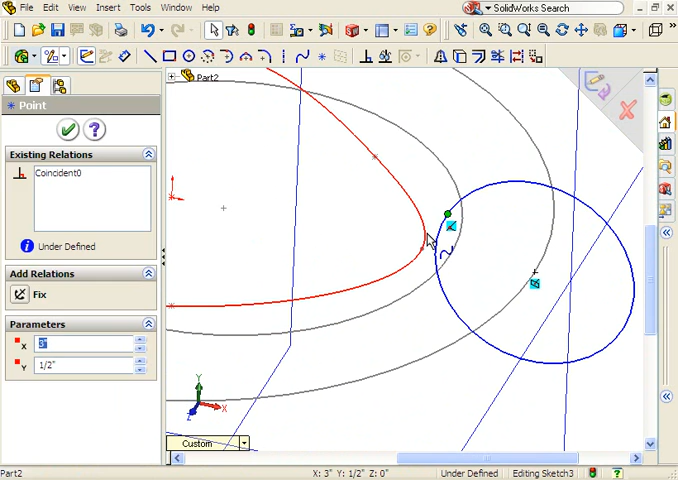 File Edit View Insert Tools Window Help
SolidWorks Search
Part2
Point
Existing Relations
Coincident0
Under Defined
Add Relations
Fix
Parameters
X 3"
Y 1/2"
Y
X
Z
Custom
Part2 X: 3" Y: 1/2" Z: 0" Under Defined Editing Sketch3